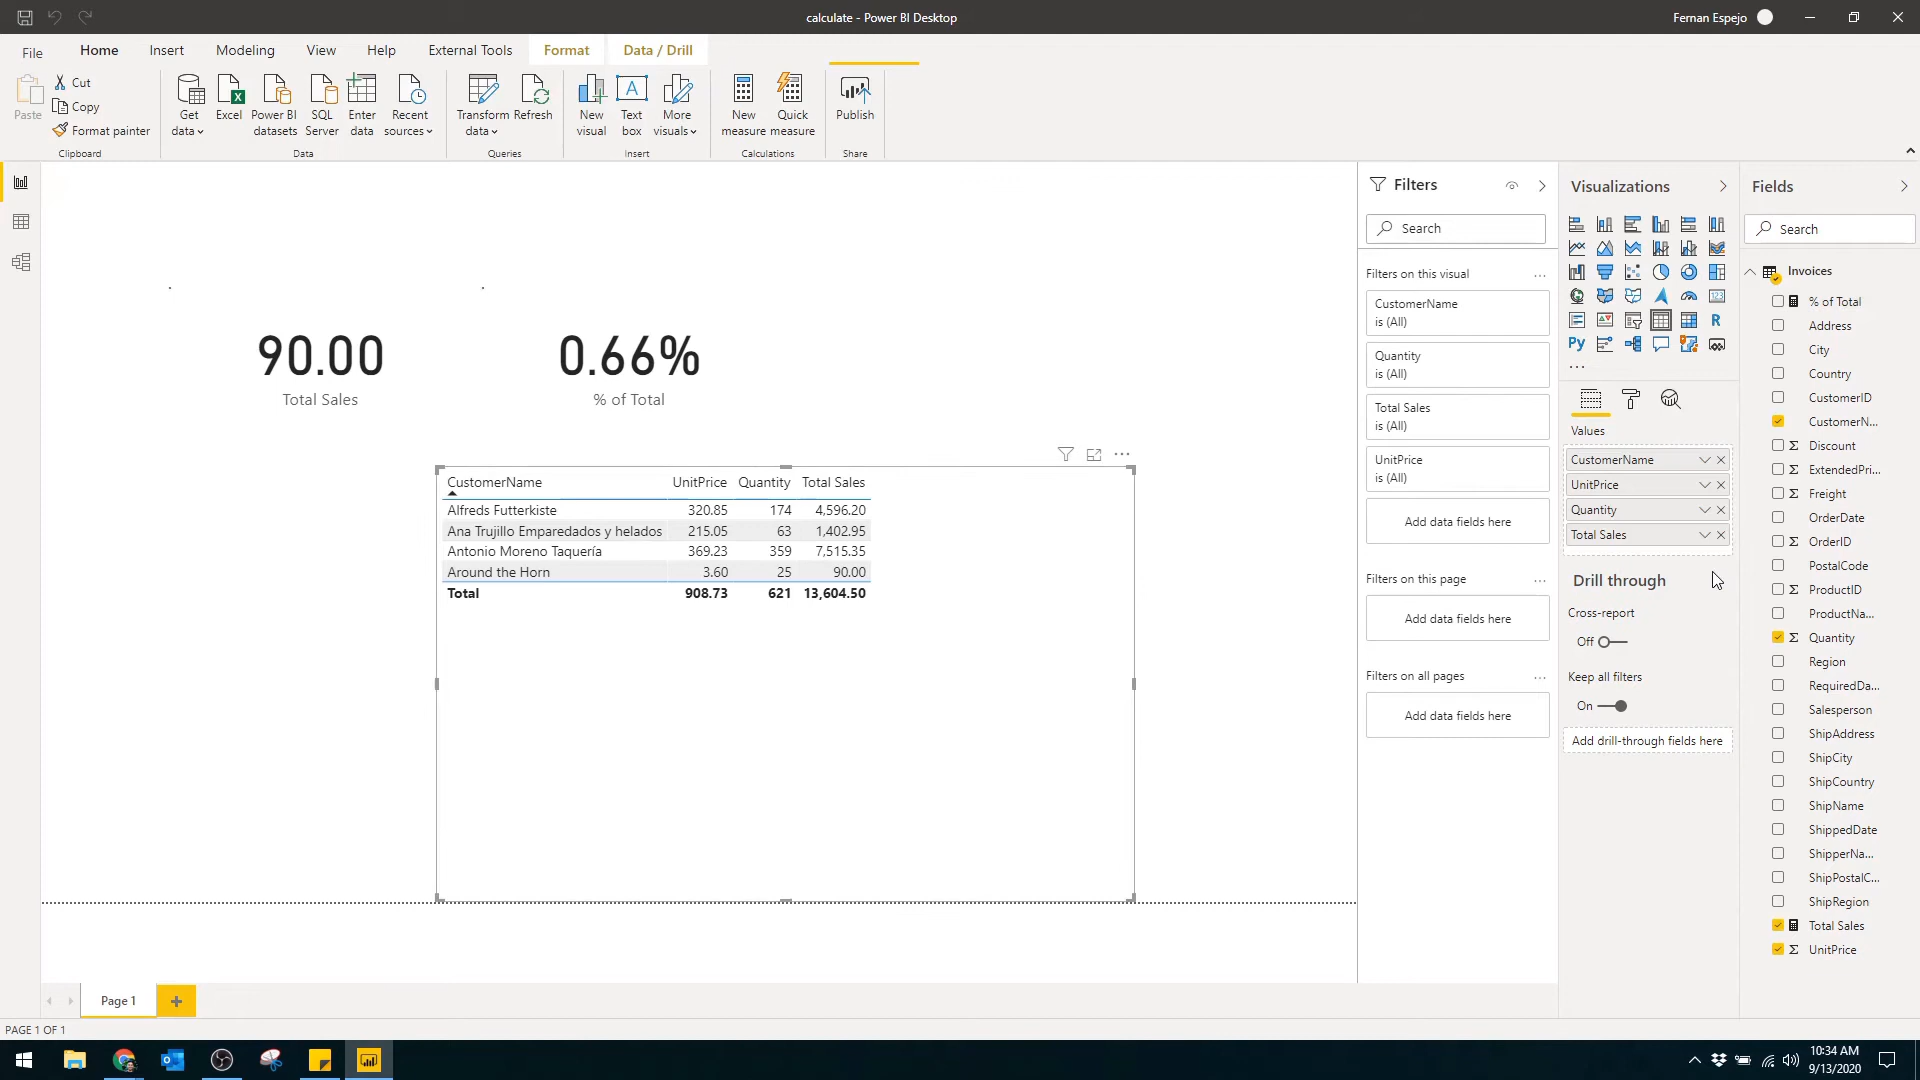 calculate - Power BI Desktop
Fernan Espejo
File
Home
Insert
Modeling
View
Help
External Tools
Format
Data / Drill
Paste
Cut
Copy
Format painter
Clipboard
Get
data
Excel
Power BI
datasets
SQL
Server
Enter
data
Recent
sources
Data
Transform
data
Refresh
Queries
New
visual
A
Text
box
More
visuals
Insert
New
measure
Quick
measure
Calculations
Publish
Share
90.00
Total Sales
0.66%
% of Total
CustomerName UnitPrice Quantity Total Sales
Alfreds Futterkiste 320.85 174 4,596.20
Ana Trujillo Emparedados y helados 215.05 63 1,402.95
Antonio Moreno Taquería 369.23 359 7,515.35
Around the Horn 3.60 25 90.00
Total 908.73 621 13,604.50
Filters
Search
Filters on this visual
CustomerName
is (All)
Quantity
is (All)
Total Sales
is (All)
UnitPrice
is (All)
Add data fields here
Filters on this page
Add data fields here
Filters on all pages
Add data fields here
Visualizations
123
R
Py
Values
CustomerName
UnitPrice
Quantity
Total Sales
Drill through
Cross-report
Off
Keep all filters
On
Add drill-through fields here
Fields
Search
Invoices
% of Total
Address
City
Country
CustomerID
CustomerN...
Σ Discount
Σ ExtendedPri...
Σ Freight
OrderDate
Σ OrderID
PostalCode
Σ ProductID
ProductNa...
Σ Quantity
Region
RequiredDa...
Salesperson
ShipAddress
ShipCity
ShipCountry
ShipName
ShippedDate
ShipperNa...
ShipPostalC...
ShipRegion
Total Sales
Σ UnitPrice
Page 1
+
PAGE 1 OF 1
10:34 AM
9/13/2020